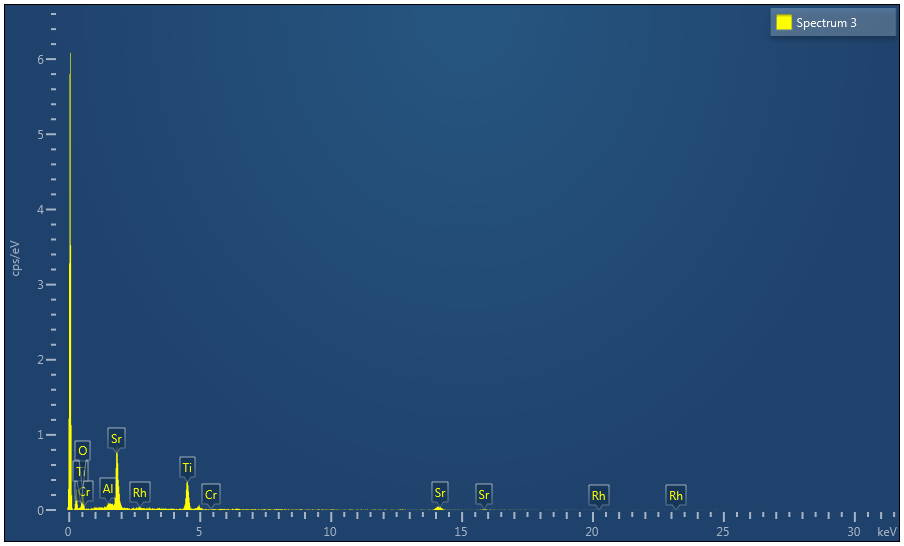 Spectrum 3
6
5
4
3
2
1
0
cps/eV
O
Ti
Cr
Al
Sr
Rh
Ti
Cr
Sr
Sr
Rh
Rh
0 5 10 15 20 25 30 keV